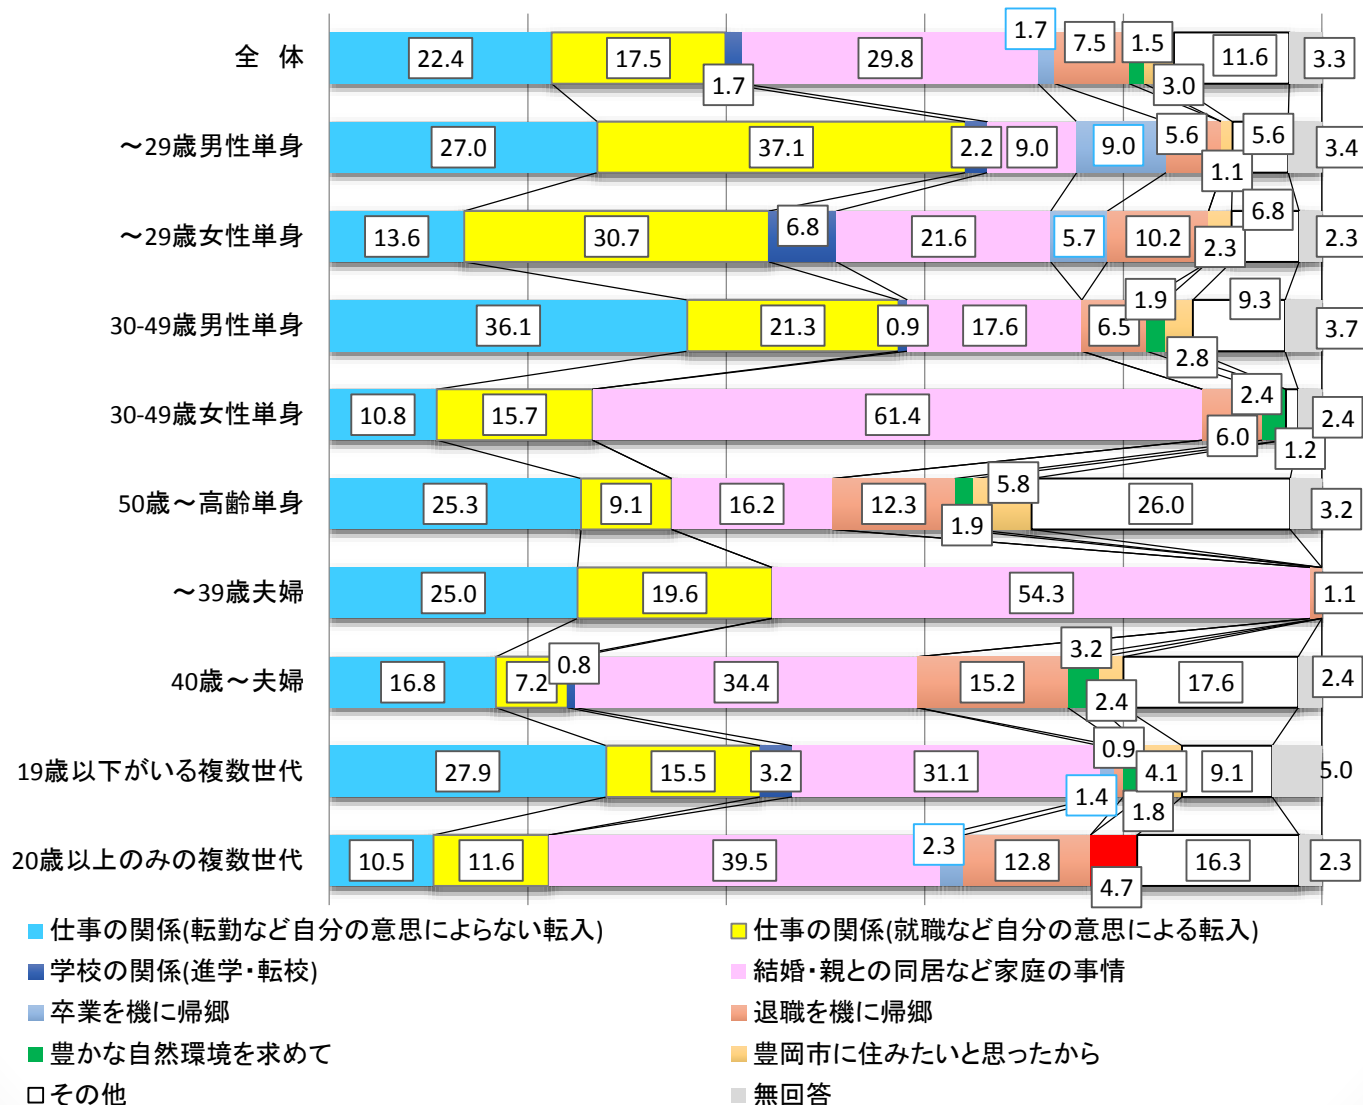 全 体 22.4 17.5 1.7 29.8 1.7 7.5 1.5 3.0 11.6 3.3
～29歳男性単身 27.0 37.1 2.2 9.0 9.0 5.6 1.1 5.6 3.4
～29歳女性単身 13.6 30.7 6.8 21.6 5.7 10.2 2.3 6.8 2.3
30-49歳男性単身 36.1 21.3 0.9 17.6 6.5 1.9 2.8 9.3 3.7
30-49歳女性単身 10.8 15.7 61.4 6.0 2.4 1.2 2.4
50歳～高齢単身 25.3 9.1 16.2 12.3 1.9 5.8 26.0 3.2
～39歳夫婦 25.0 19.6 54.3 1.1
40歳～夫婦 16.8 7.2 0.8 34.4 15.2 3.2 2.4 17.6 2.4
19歳以下がいる複数世代 27.9 15.5 3.2 31.1 1.4 0.9 1.8 4.1 9.1 5.0
20歳以上のみの複数世代 10.5 11.6 39.5 2.3 12.8 4.7 16.3 2.3
仕事の関係(転勤など自分の意思によらない転入) 仕事の関係(就職など自分の意思による転入)
学校の関係(進学・転校) 結婚・親との同居など家庭の事情
卒業を機に帰郷 退職を機に帰郷
豊かな自然環境を求めて 豊岡市に住みたいと思ったから
その他 無回答